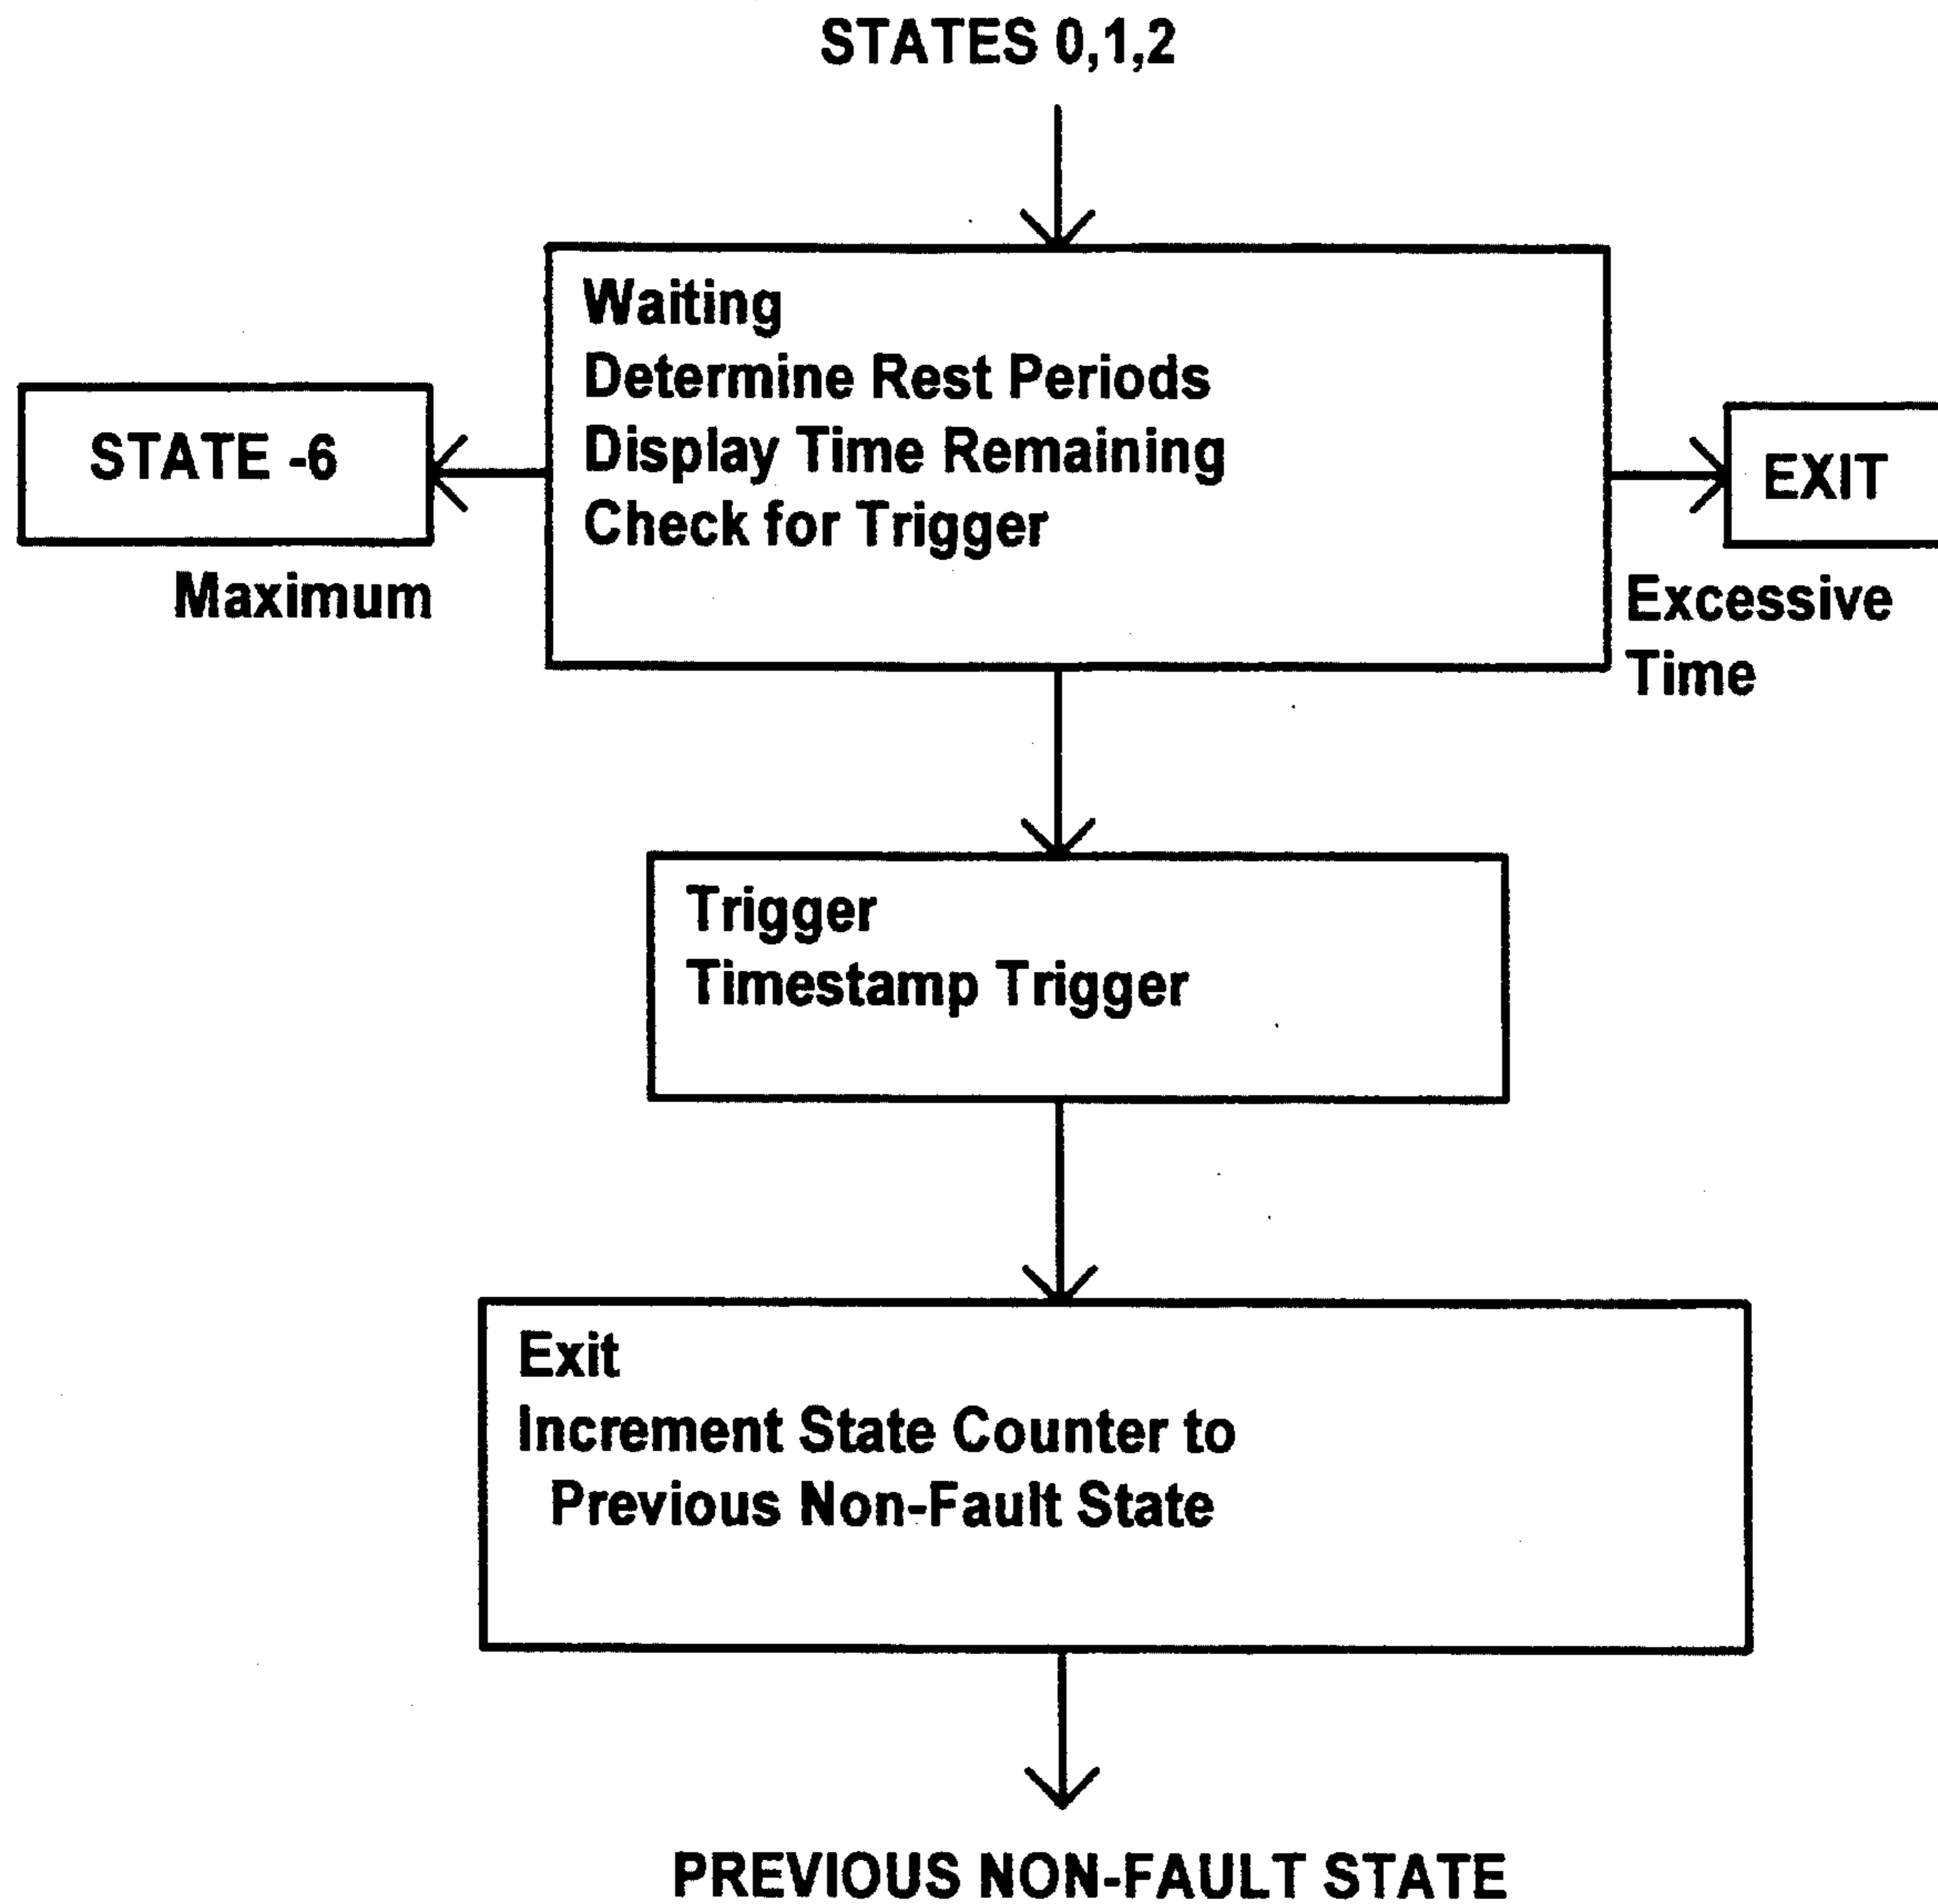 STATES 0,1,2
Waiting
Determine Rest Periods
Display Time Remaining
Check for Trigger
STATE -6
Maximum
EXIT
Excessive
Time
Trigger
Timestamp Trigger
Exit
Increment State Counter to
Previous Non-Fault State
PREVIOUS NON-FAULT STATE